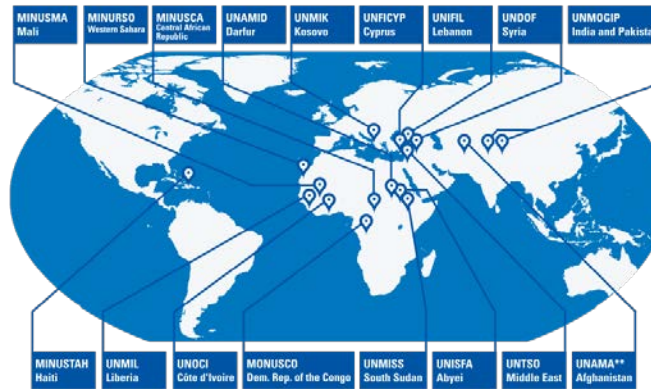 MINUSMA
Mali
MINURSO
Western Sahara
MINUSCA
Central African
Republic
UNAMID
Darfur
UNMIK
Kosovo
UNFICYP
Cyprus
UNIFIL
Lebanon
UNDOF
Syria
UNMOGIP
India and Pakista
MINUSTAH
Haiti
UNMIL
Liberia
UNOCI
Côte d'Ivoire
MONUSCO
Dem. Rep. of the Congo
UNMISS
South Sudan
UNISFA
Abyei
UNTSO
Middle East
UNAMA**
Afghanistan